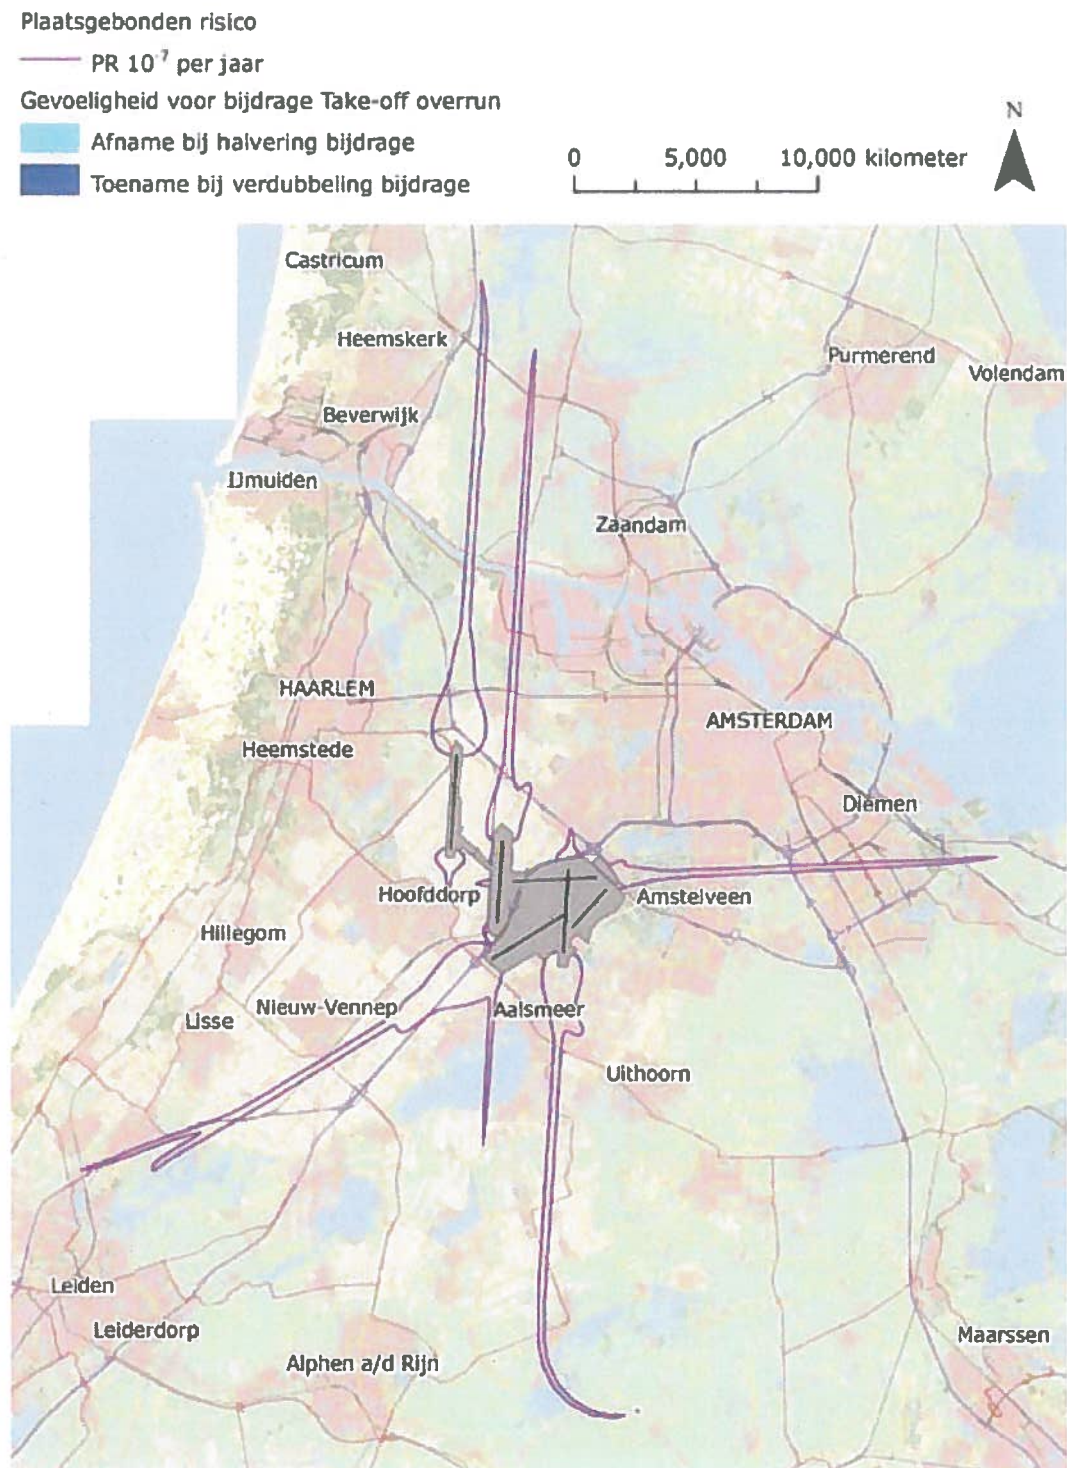 Plaatsgebonden risico
PR 10⁻⁷ per jaar
Gevoeligheid voor bijdrage Take-off overrun
Afname bij halvering bijdrage
Toename bij verdubbeling bijdrage
0 5,000 10,000 kilometer
N
Castricum
Heemskerk
Purmerend
Volendam
Beverwijk
IJmuiden
Zaandam
HAARLEM
AMSTERDAM
Heemstede
Diemen
Hoofddorp
Amstelveen
Hillegom
Nieuw-Vennep
Aalsmeer
Lisse
Uithoorn
Leiden
Leiderdorp
Maarssen
Alphen a/d Rijn